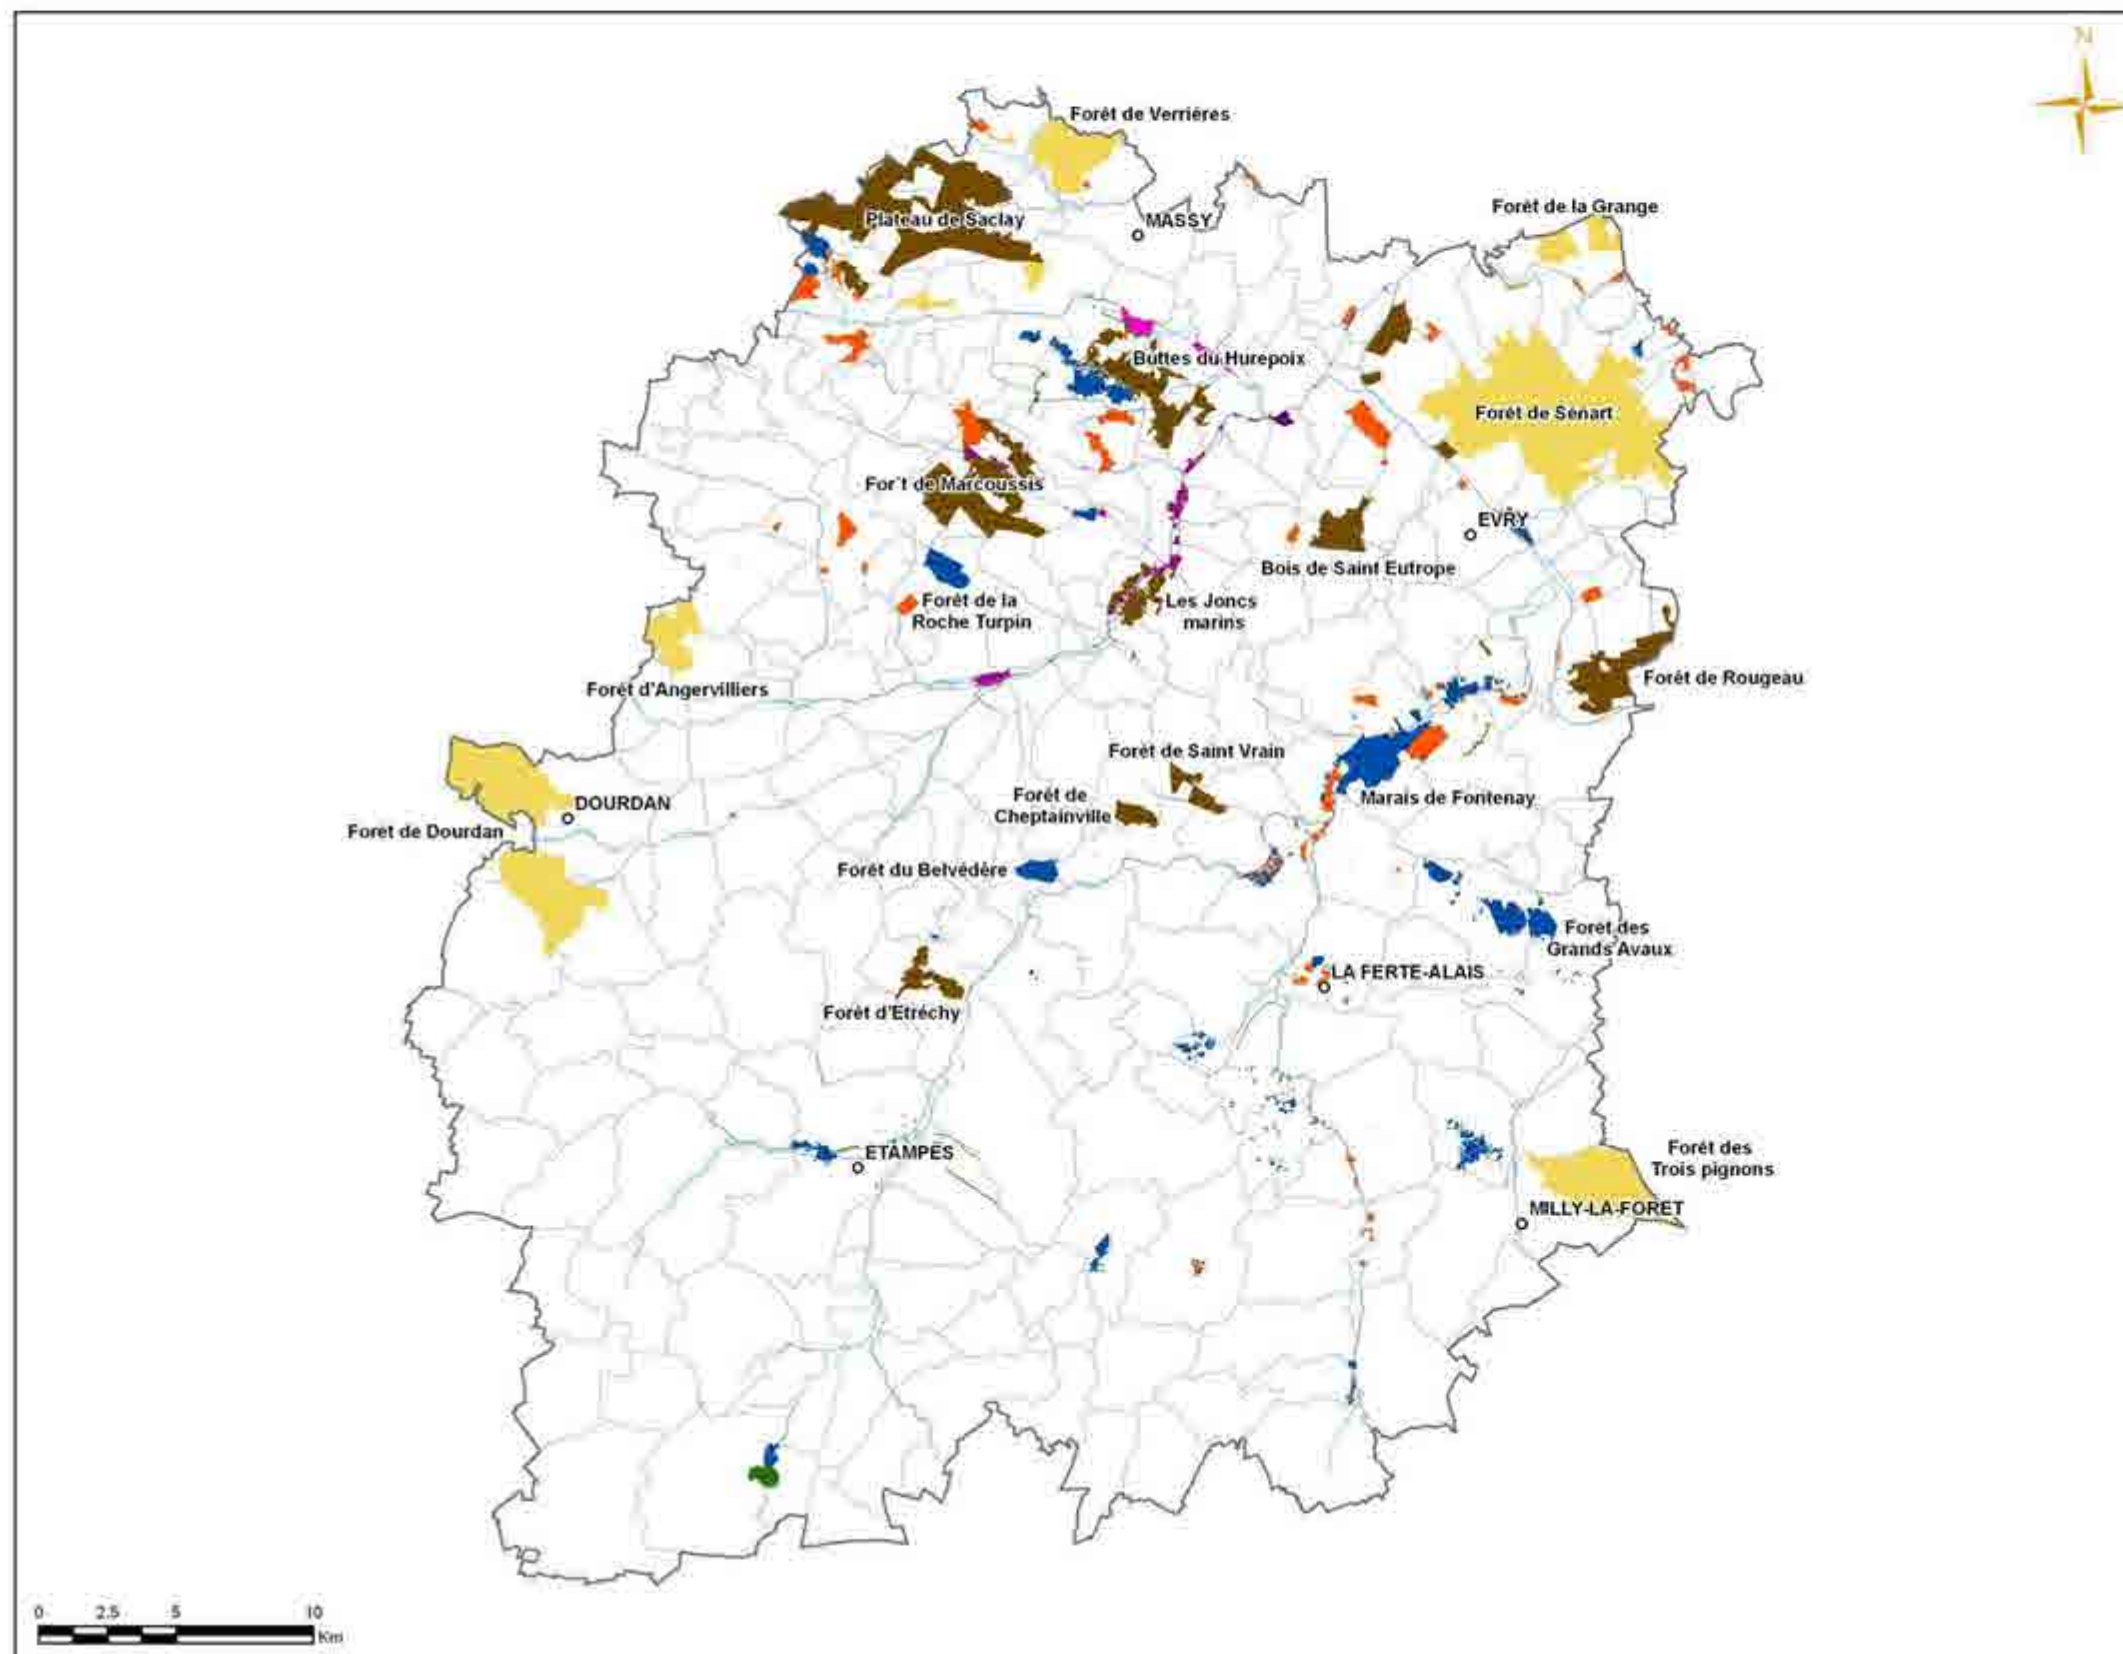 N
Forêt de Verrières
Forêt de la Grange
Plateau de Saclay
MASSY
Buttes du Hurepoix
Forêt de Sénart
For't de Marcoussis
EVRY
Bois de Saint Eutrope
Forêt de la
Roche Turpin
Les Joncs
marins
Forêt d'Angervilliers
Forêt de Rougeau
Forêt de Saint Vrain
DOURDAN
Forêt de
Cheptainville
Marais de Fontenay
Foret de Dourdan
Forêt du Belvédère
Forêt des
Grands Avaux
LA FERTE-ALAIS
Forêt d'Etréchy
ETAMPES
Forêt des
Trois pignons
MILLY-LA-FORET
0 2.5 5 10
Km